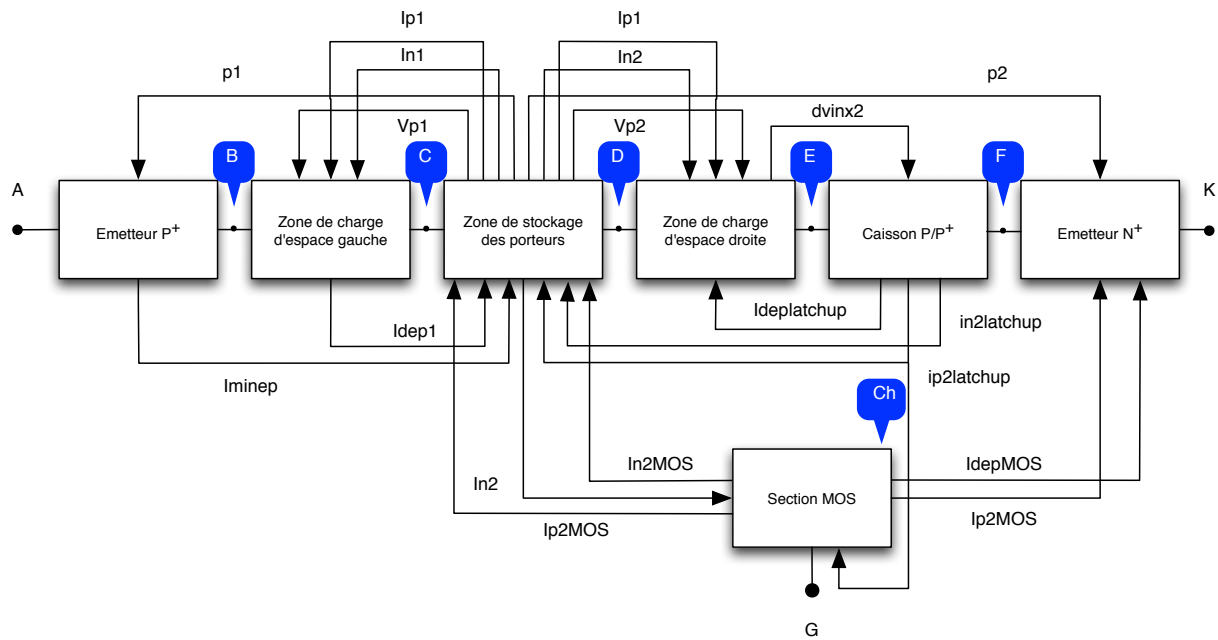 Ip1
Ip1
In1
In2
p1
p2
Vp1
Vp2
dvinx2
B
C
D
E
F
A
K
Emetteur P+
Zone de charge
d'espace gauche
Zone de stockage
des porteurs
Zone de charge
d'espace droite
Caisson P/P+
Emetteur N+
Idep1
Ideplatchup
in2latchup
Iminep
ip2latchup
Ch
In2MOS
IdepMOS
In2
Section MOS
Ip2MOS
Ip2MOS
G